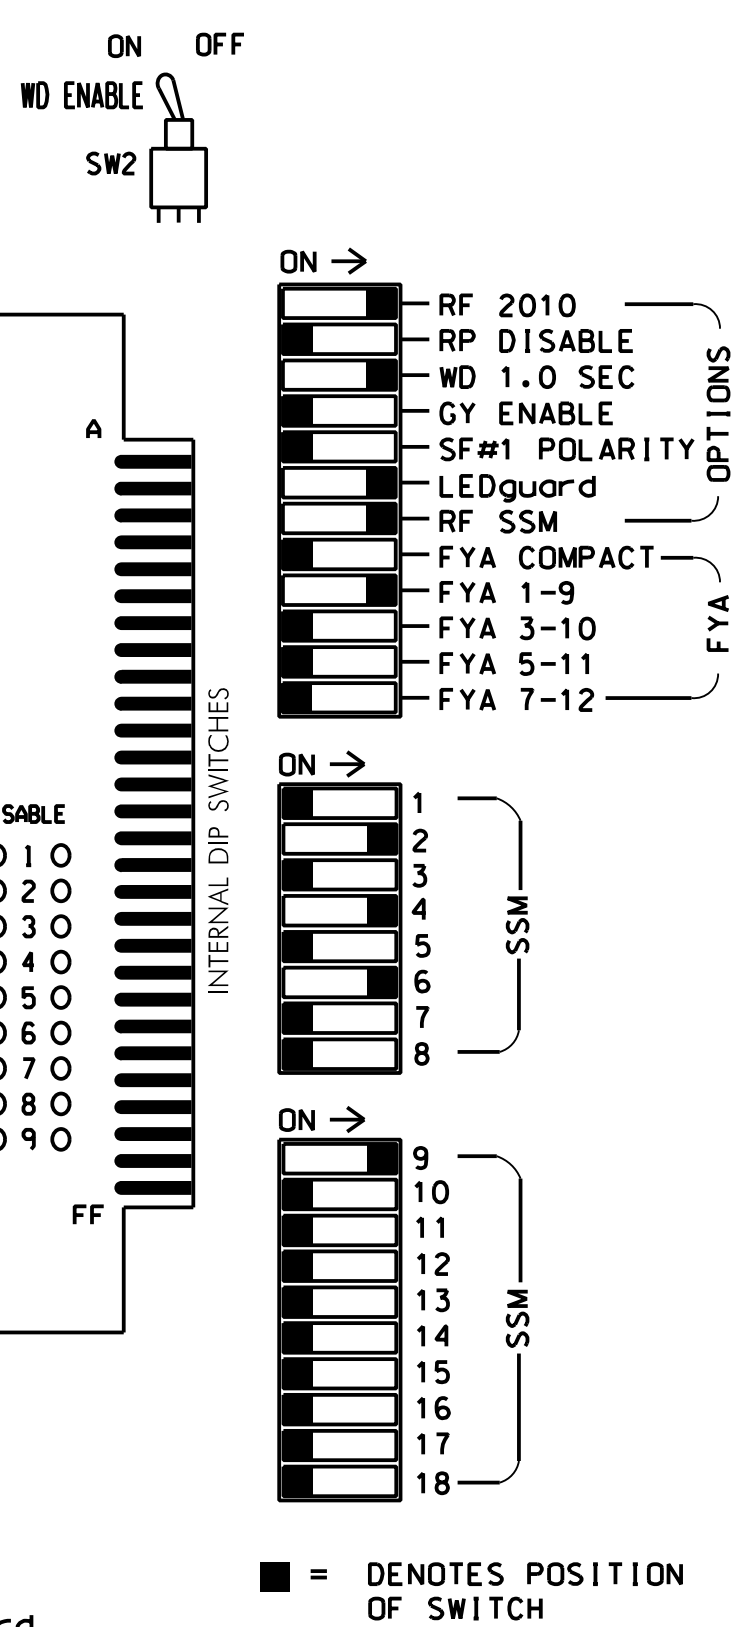 ON OFF
WD ENABLE
SW2
ON →
RF 2010
RP DISABLE
WD 1.0 SEC
GY ENABLE
SF#1 POLARITY
LEDguard
RF SSM
OPTIONS
FYA COMPACT
FYA 1-9
FYA 3-10
FYA 5-11
FYA 7-12
FYA
A
FF
INTERNAL DIP SWITCHES
SABLE
1
2
3
4
5
6
7
8
9
ON →
1
2
3
4
5
6
7
8
SSM
ON →
9
10
11
12
13
14
15
16
17
18
SSM
= DENOTES POSITION
OF SWITCH